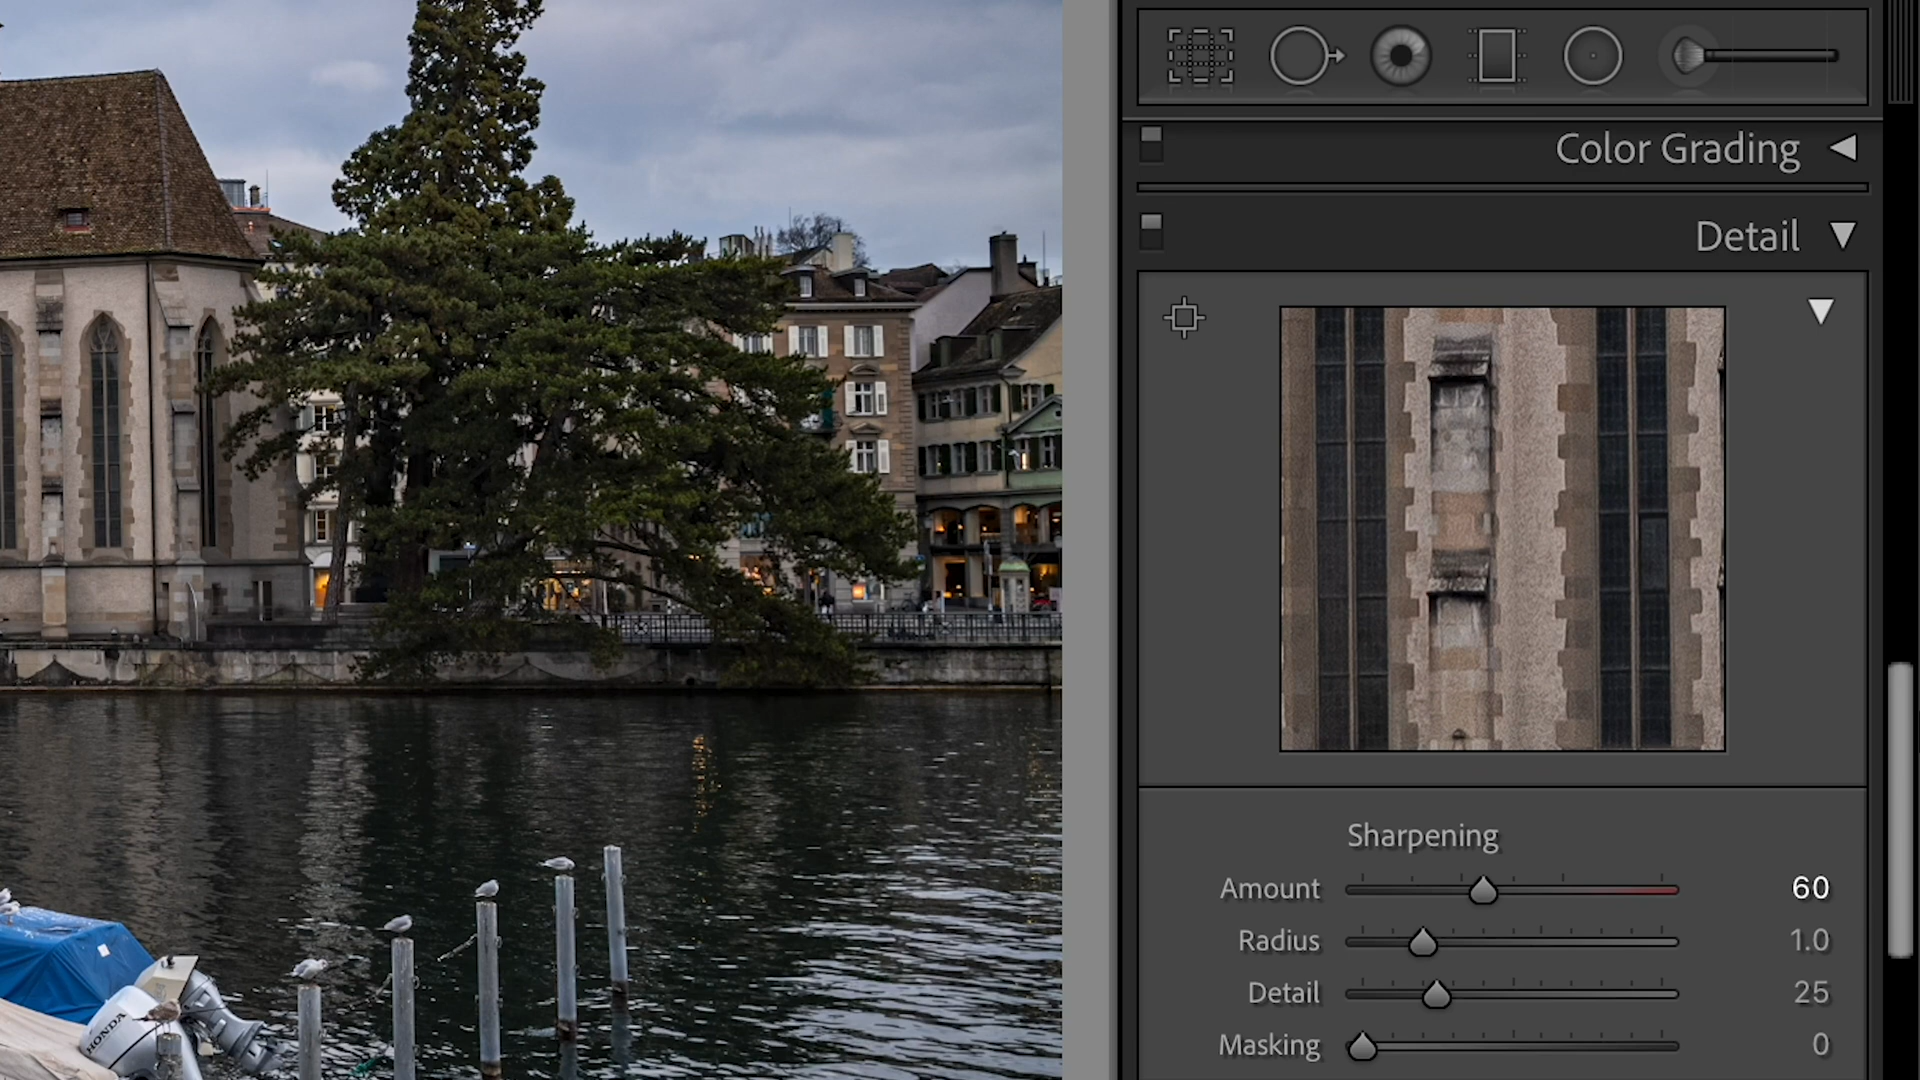 Color Grading
Detail
Sharpening
Amount 60
Radius 1.0
Detail 25
Masking 0
HONDA